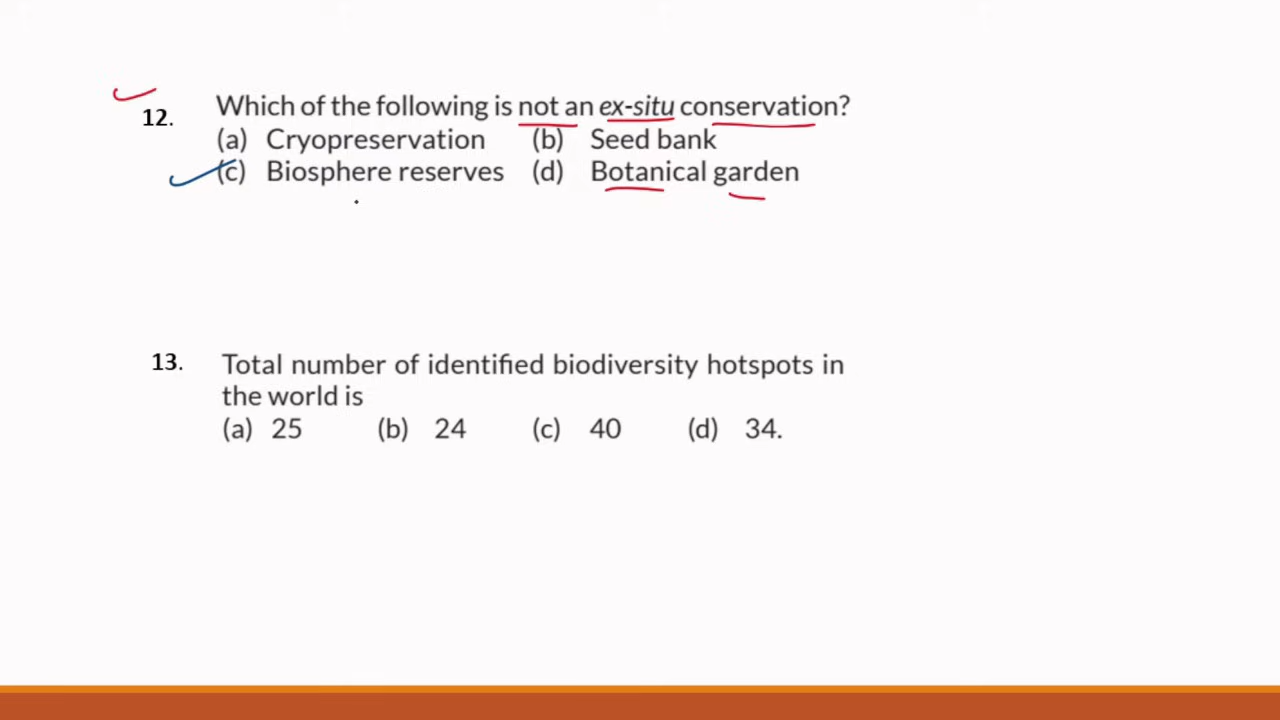 12. Which of the following is not an ex-situ conservation?
(a) Cryopreservation (b) Seed bank
(c) Biosphere reserves (d) Botanical garden
13. Total number of identified biodiversity hotspots in
the world is
(a) 25 (b) 24 (c) 40 (d) 34.